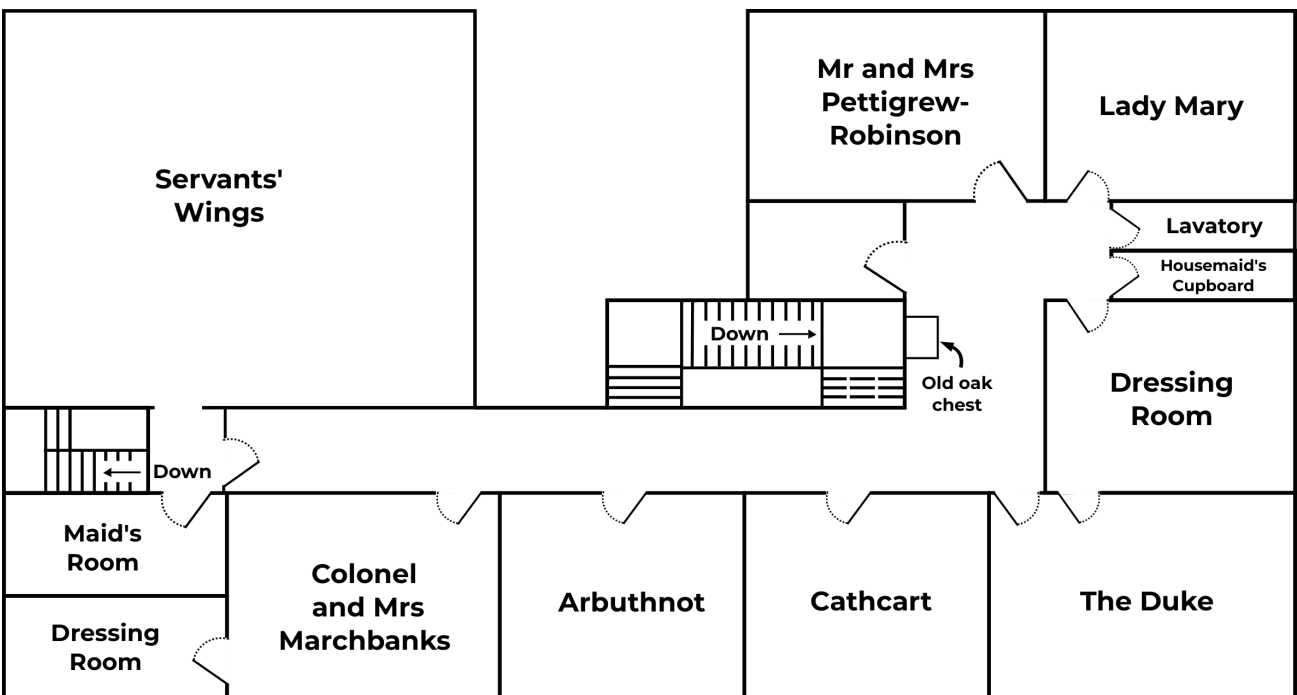 Mr and Mrs
Pettigrew-
Robinson
Lady Mary
Servants'
Wings
Lavatory
Housemaid's
Cupboard
Down
Old oak
chest
Dressing
Room
Down
Maid's
Room
Colonel
and Mrs
Marchbanks
Arbuthnot
Cathcart
The Duke
Dressing
Room